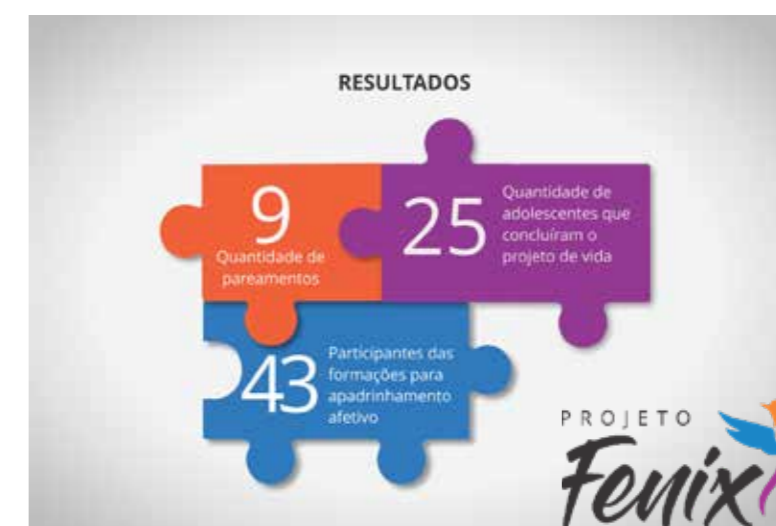 RESULTADOS
9
Quantidade de
pareamentos
25
Quantidade de
adolescentes que
concluíram o
projeto de vida
43
Participantes das
formações para
apadrinhamento
afetivo
PROJETO
Fenix